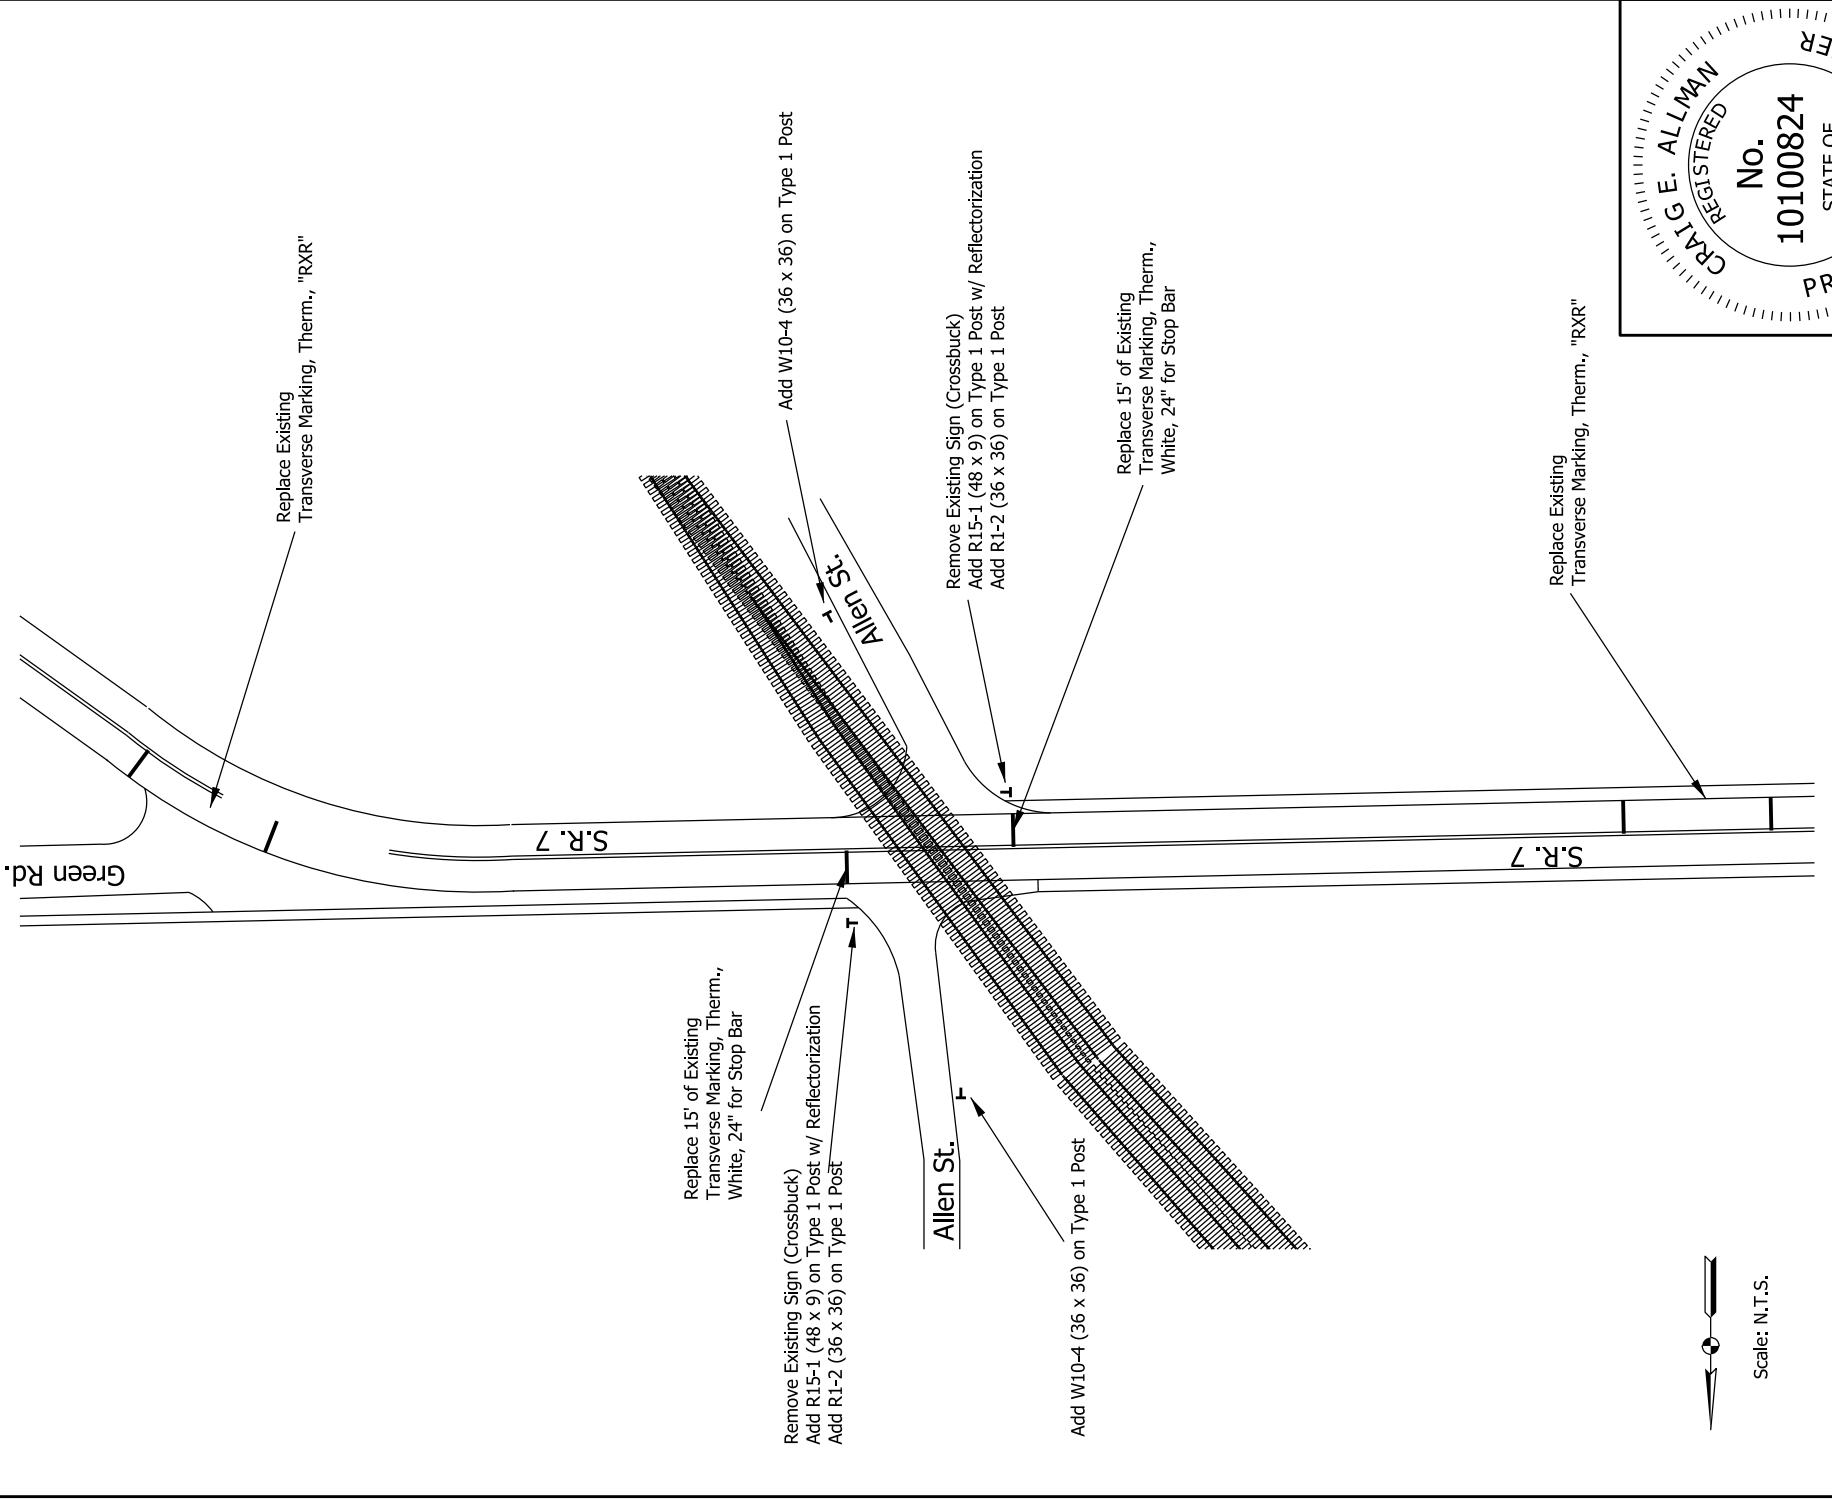 Replace Existing
Transverse Marking, Therm., "RXR"
Add W10-4 (36 x 36) on Type 1 Post
Remove Existing Sign (Crossbuck)
Add R15-1 (48 x 9) on Type 1 Post w/ Reflectorization
Add R1-2 (36 x 36) on Type 1 Post
Replace 15' of Existing
Transverse Marking, Therm.,
White, 24" for Stop Bar
Replace Existing
Transverse Marking, Therm., "RXR"
CRAIG E. ALLMAN
REGISTERED
No.
10100824
STATE OF
PR
ER
Green Rd.
S.R. 7
Allen St.
S.R. 7
Replace 15' of Existing
Transverse Marking, Therm.,
White, 24" for Stop Bar
Remove Existing Sign (Crossbuck)
Add R15-1 (48 x 9) on Type 1 Post w/ Reflectorization
Add R1-2 (36 x 36) on Type 1 Post
Allen St.
Add W10-4 (36 x 36) on Type 1 Post
Scale: N.T.S.